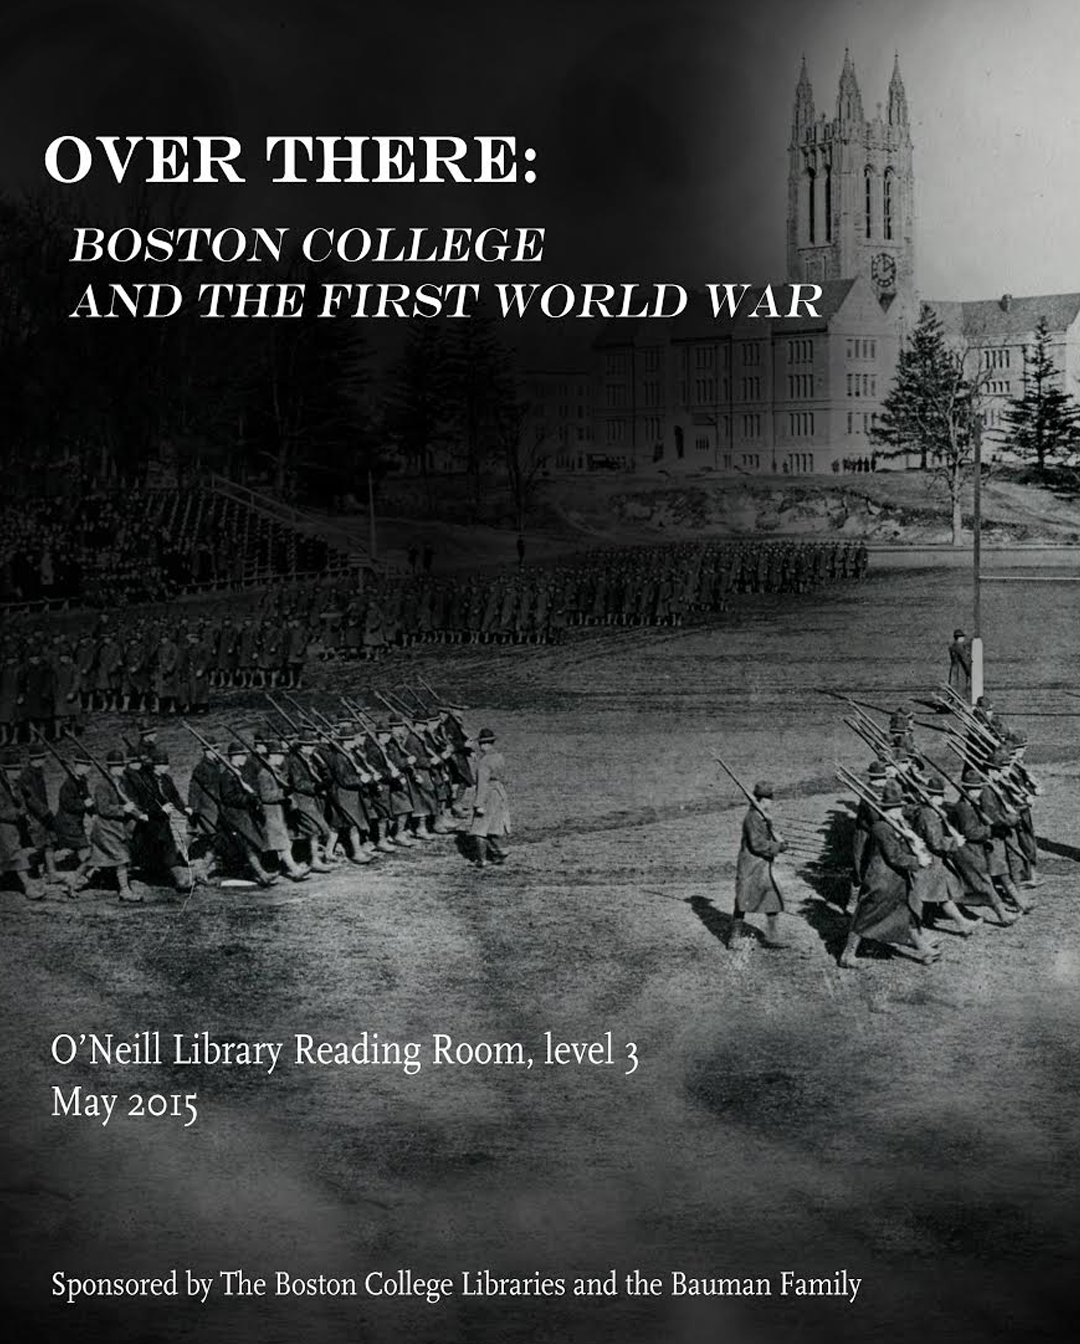 OVER THERE:
BOSTON COLLEGE
AND THE FIRST WORLD WAR
O’Neill Library Reading Room, level 3
May 2015
Sponsored by The Boston College Libraries and the Bauman Family